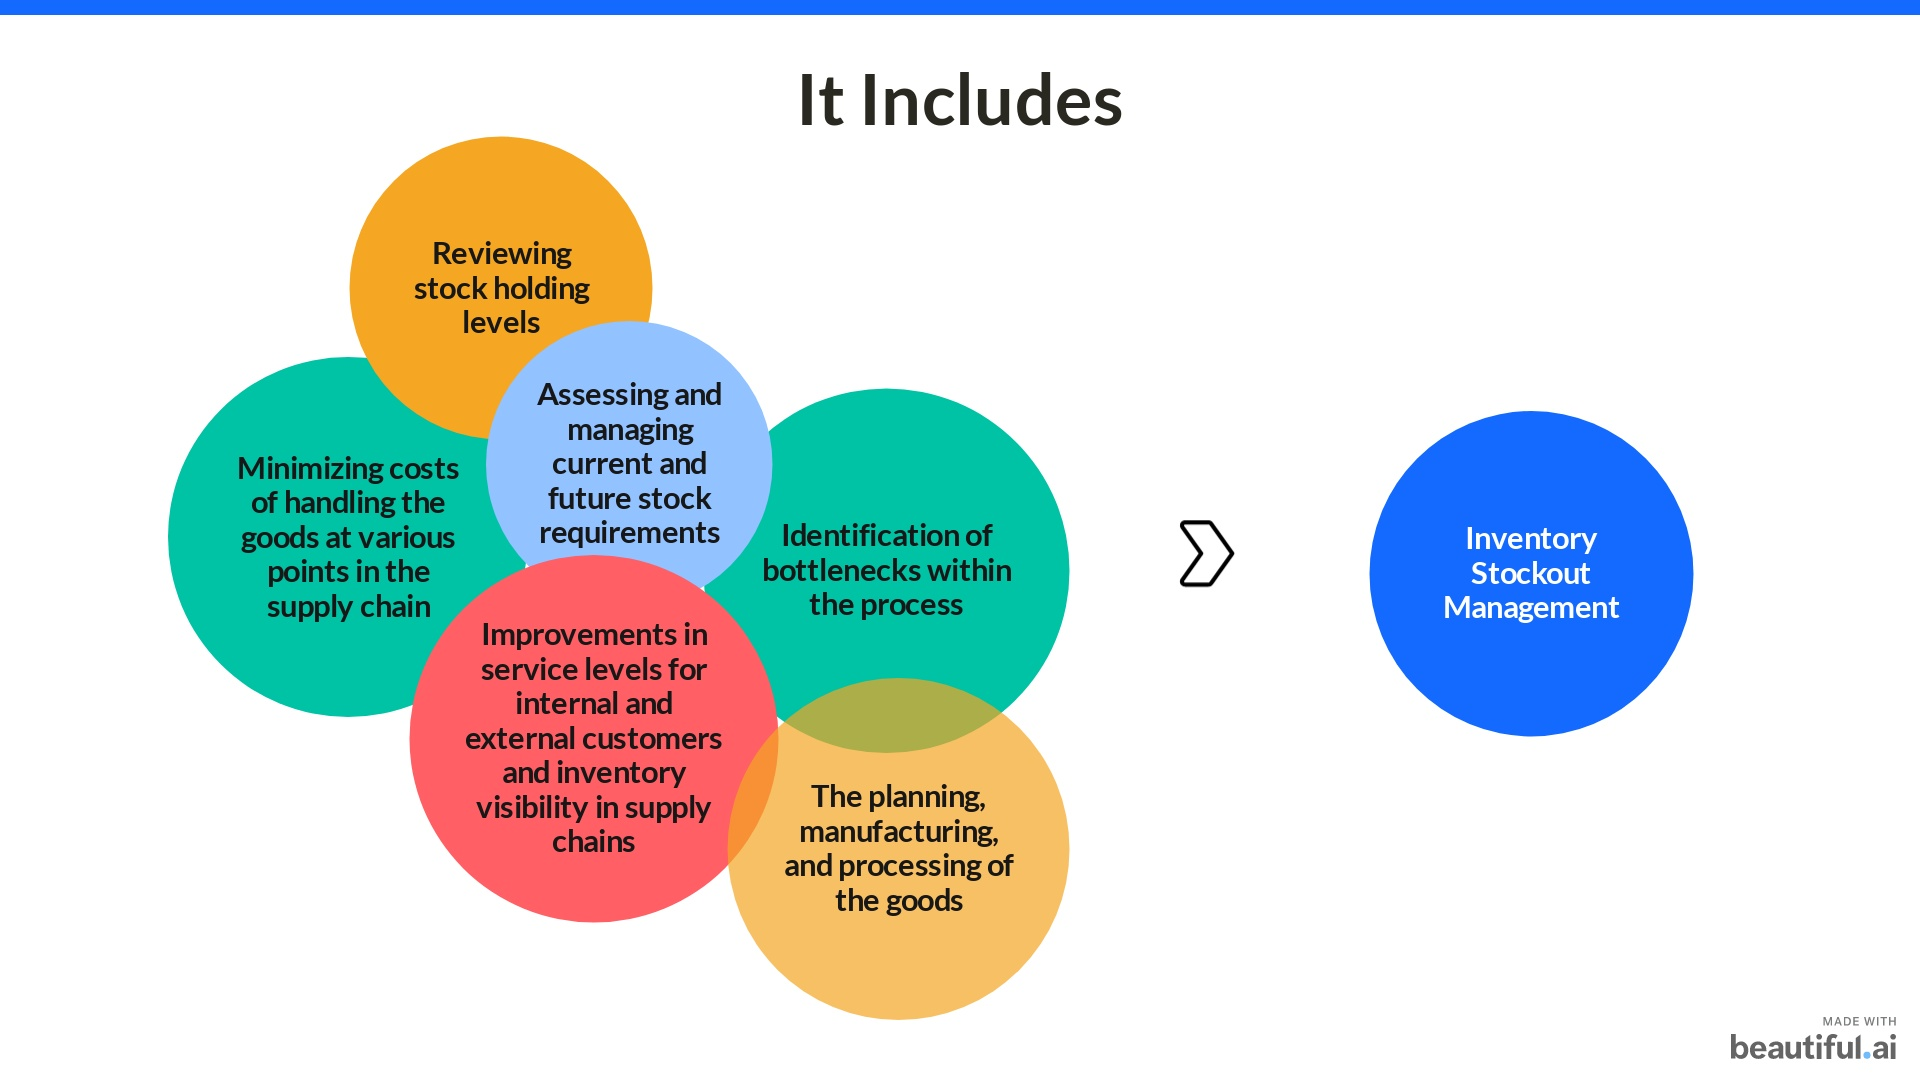 It Includes
Reviewing
stock holding
levels
Assessing and
managing
current and
future stock
requirements
Minimizing costs
of handling the
goods at various
points in the
supply chain
Identification of
bottlenecks within
the process
Improvements in
service levels for
internal and
external customers
and inventory
visibility in supply
chains
The planning,
manufacturing,
and processing of
the goods
Inventory
Stockout
Management
MADE WITH
beautiful.ai